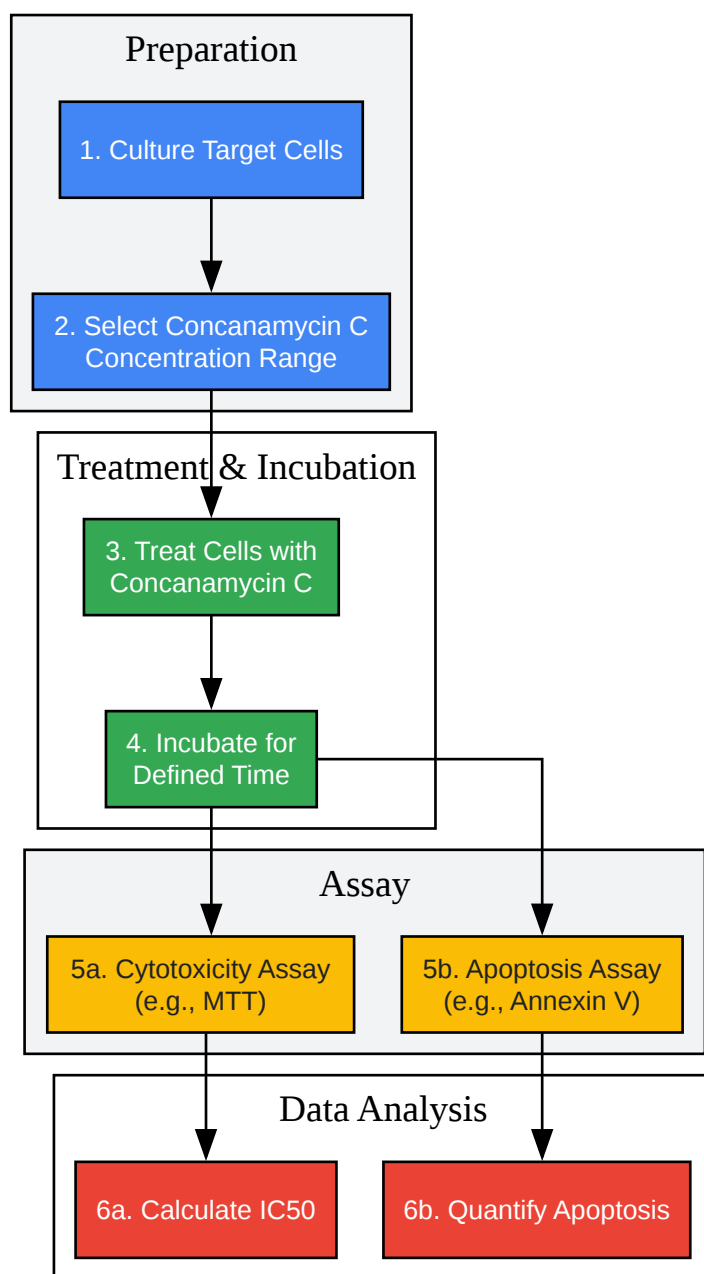 Preparation
1. Culture Target Cells
2. Select Concanamycin C
Concentration Range
Treatment & Incubation
3. Treat Cells with
Concanamycin C
4. Incubate for
Defined Time
Assay
5a. Cytotoxicity Assay
(e.g., MTT)
5b. Apoptosis Assay
(e.g., Annexin V)
Data Analysis
6a. Calculate IC50
6b. Quantify Apoptosis